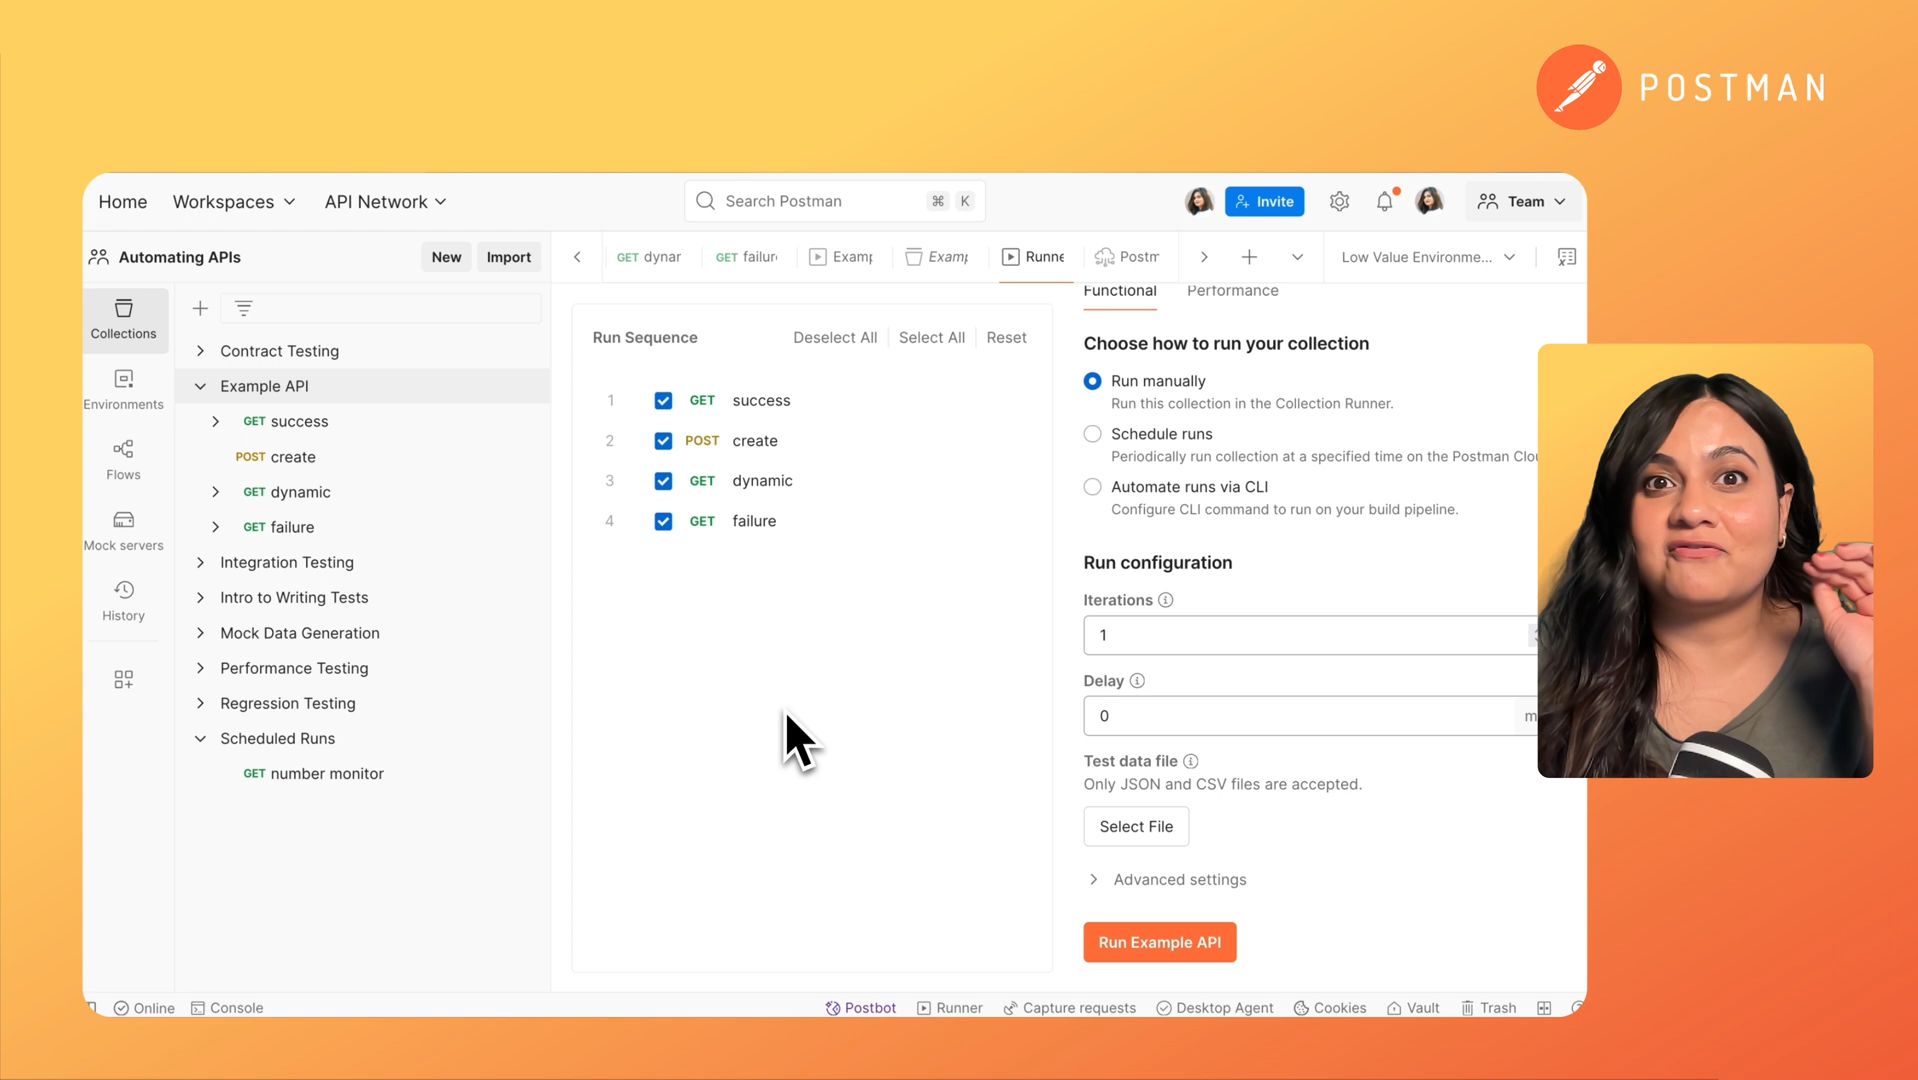 POSTMAN
Home Workspaces API Network Search Postman ⌘ K Invite Team
Automating APIs New Import GET dynar GET failur Examp Examp Runne Postm Low Value Environme...
Collections
Environments
Flows
Mock servers
History
Contract Testing
Example API
GET success
POST create
GET dynamic
GET failure
Integration Testing
Intro to Writing Tests
Mock Data Generation
Performance Testing
Regression Testing
Scheduled Runs
GET number monitor
Run Sequence Deselect All Select All Reset
1 GET success
2 POST create
3 GET dynamic
4 GET failure
Functional Performance
Choose how to run your collection
Run manually
Run this collection in the Collection Runner.
Schedule runs
Periodically run collection at a specified time on the Postman Clou
Automate runs via CLI
Configure CLI command to run on your build pipeline.
Run configuration
Iterations
1
Delay
0 m
Test data file
Only JSON and CSV files are accepted.
Select File
Advanced settings
Run Example API
Online Console Postbot Runner Capture requests Desktop Agent Cookies Vault Trash